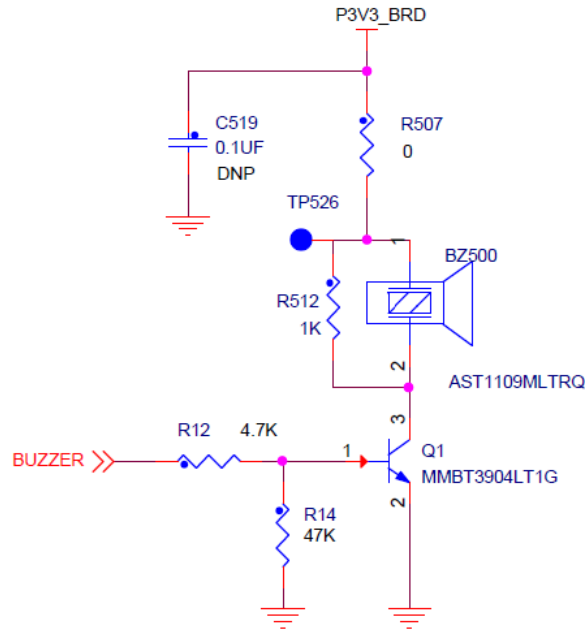 P3V3_BRD
C519
0.1UF
DNP
R507
0
TP526
1
BZ500
R512
1K
2
AST1109MLTRQ
3
R12 4.7K
BUZZER
1
Q1
MMBT3904LT1G
2
R14
47K